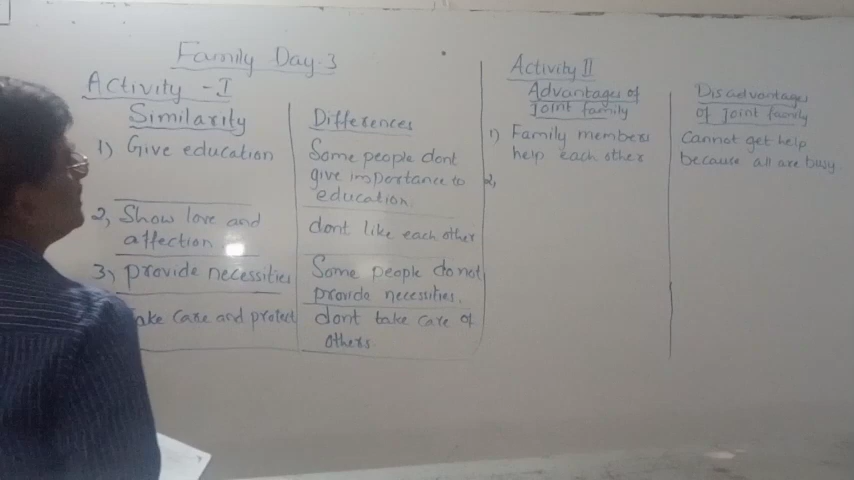 Family Day-3
Activity - I
Similarity
1) Give education
2, Show love and
affection
3) provide necessities
Take care and protect
Differences
Some people dont
give importance to
education.
dont like each other
Some people do not
provide necessities.
dont take care of
others.
Activity II
Advantages of
Joint family
1) Family members
help each other
2,
Disadvantages
of Joint family
Cannot get help
because all are busy.